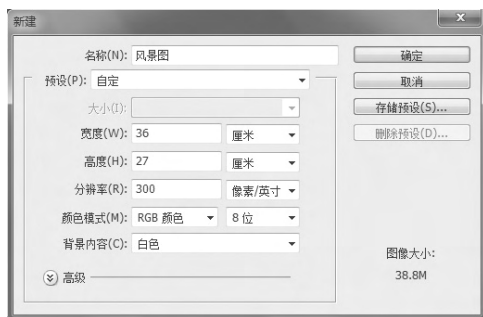 新建
名称(N): 风景图
确定
预设(P): 自定
取消
大小(I):
存储预设(S)...
宽度(W): 36 厘米
删除预设(D)...
高度(H): 27 厘米
分辨率(R): 300 像素/英寸
颜色模式(M): RGB 颜色 8 位
背景内容(C): 白色
图像大小:
高级
38.8M